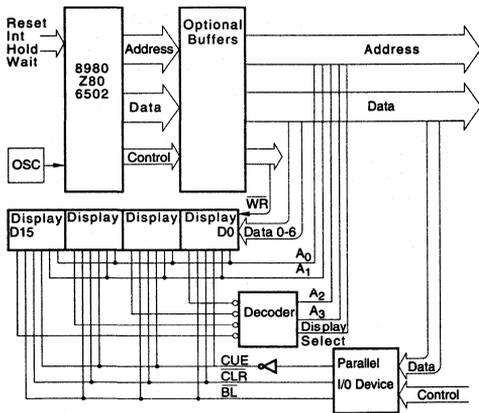 Reset
Int
Hold
Wait
8980
Z80
6502
Optional
Buffers
Address
Address
Data
Data
Control
OSC
WR
Display
D15
Display
Display
Display
D0
Data 0-6
A0
A1
Decoder
A2
A3
Display
Select
CUE
CLR
BL
Parallel
I/0 Device
Data
Control